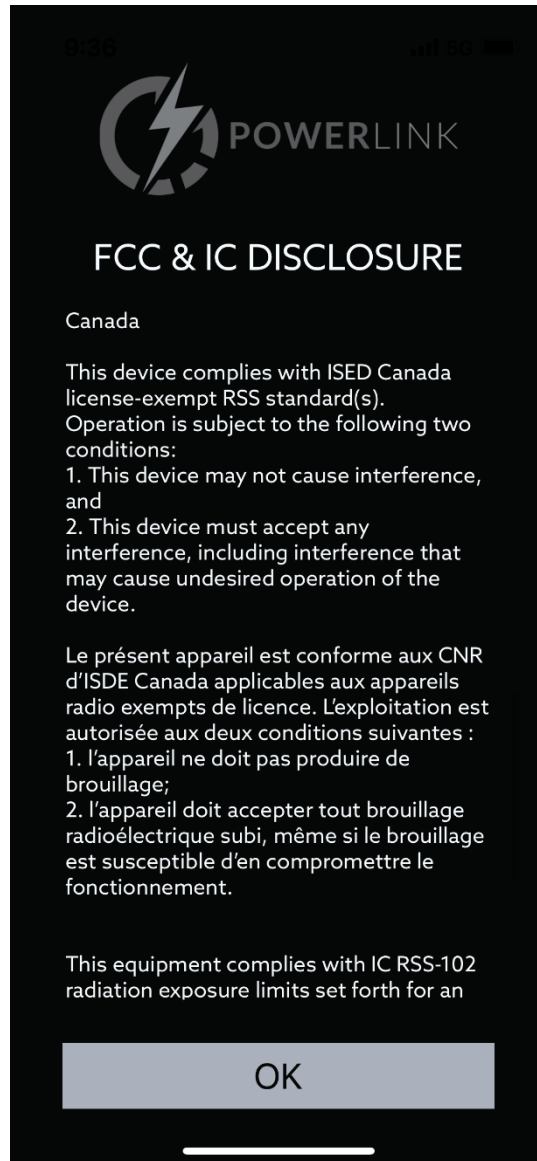 9:36
5G
POWERLINK
FCC & IC DISCLOSURE
Canada
This device complies with ISED Canada
license-exempt RSS standard(s).
Operation is subject to the following two
conditions:
1. This device may not cause interference,
and
2. This device must accept any
interference, including interference that
may cause undesired operation of the
device.
Le présent appareil est conforme aux CNR
d’ISDE Canada applicables aux appareils
radio exempts de licence. L’exploitation est
autorisée aux deux conditions suivantes :
1. l’appareil ne doit pas produire de
brouillage;
2. l’appareil doit accepter tout brouillage
radioélectrique subi, même si le brouillage
est susceptible d’en compromettre le
fonctionnement.
This equipment complies with IC RSS-102
radiation exposure limits set forth for an
OK